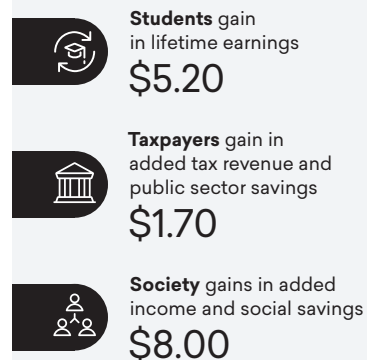 Students gain
in lifetime earnings
$5.20
Taxpayers gain in
added tax revenue and
public sector savings
$1.70
Society gains in added
income and social savings
$8.00